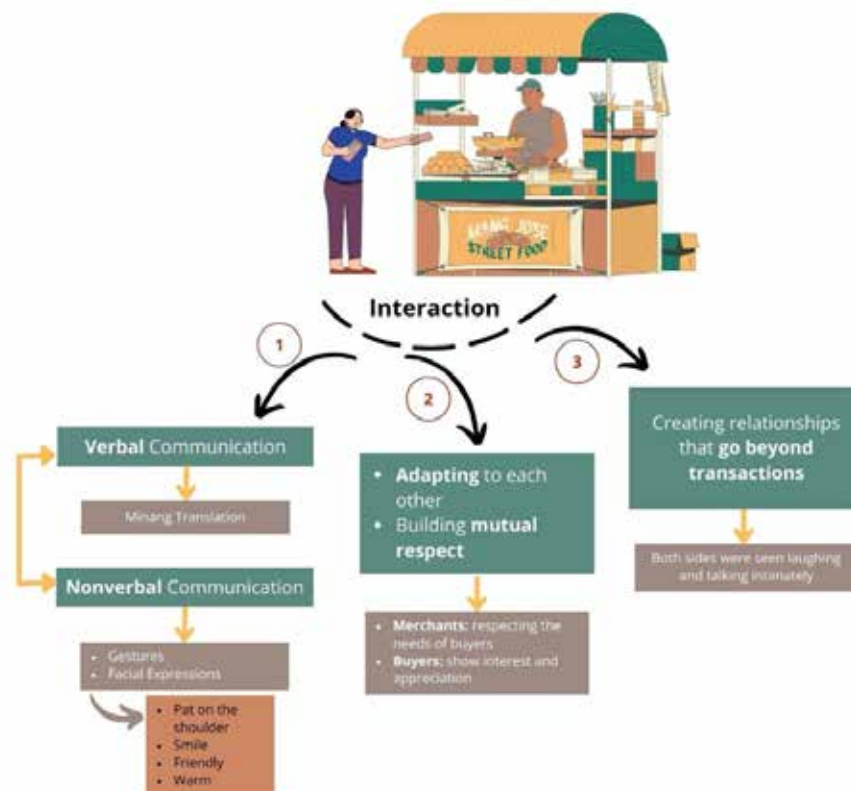 MANG JOSE
STREET FOOD
Interaction
1
2
3
Verbal Communication
Minang Translation
Nonverbal Communication
• Gestures
• Facial Expressions
• Pat on the
shoulder
• Smile
• Friendly
• Warm
• Adapting to each
other
• Building mutual
respect
• Merchants: respecting the
needs of buyers
• Buyers: show interest and
appreciation
Creating relationships
that go beyond
transactions
Both sides were seen laughing
and talking intimately